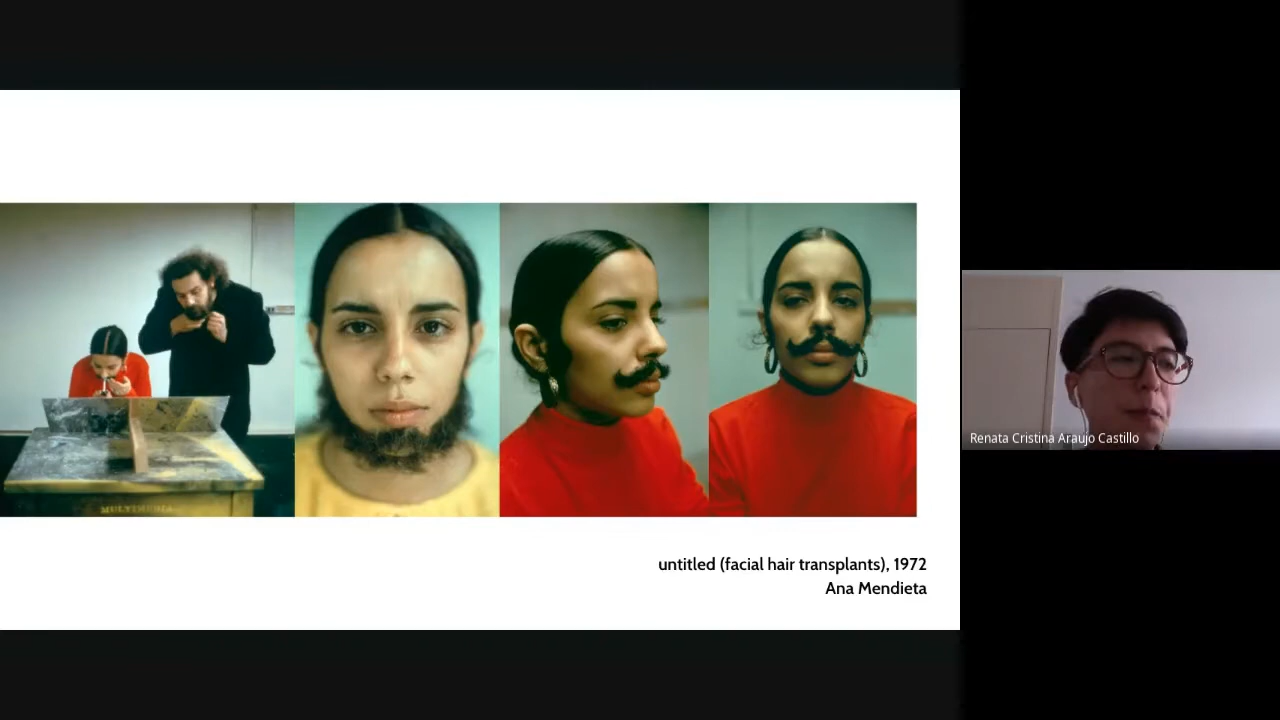 MULTIMEDIA
untitled (facial hair transplants), 1972
Ana Mendieta
Renata Cristina Araujo Castillo